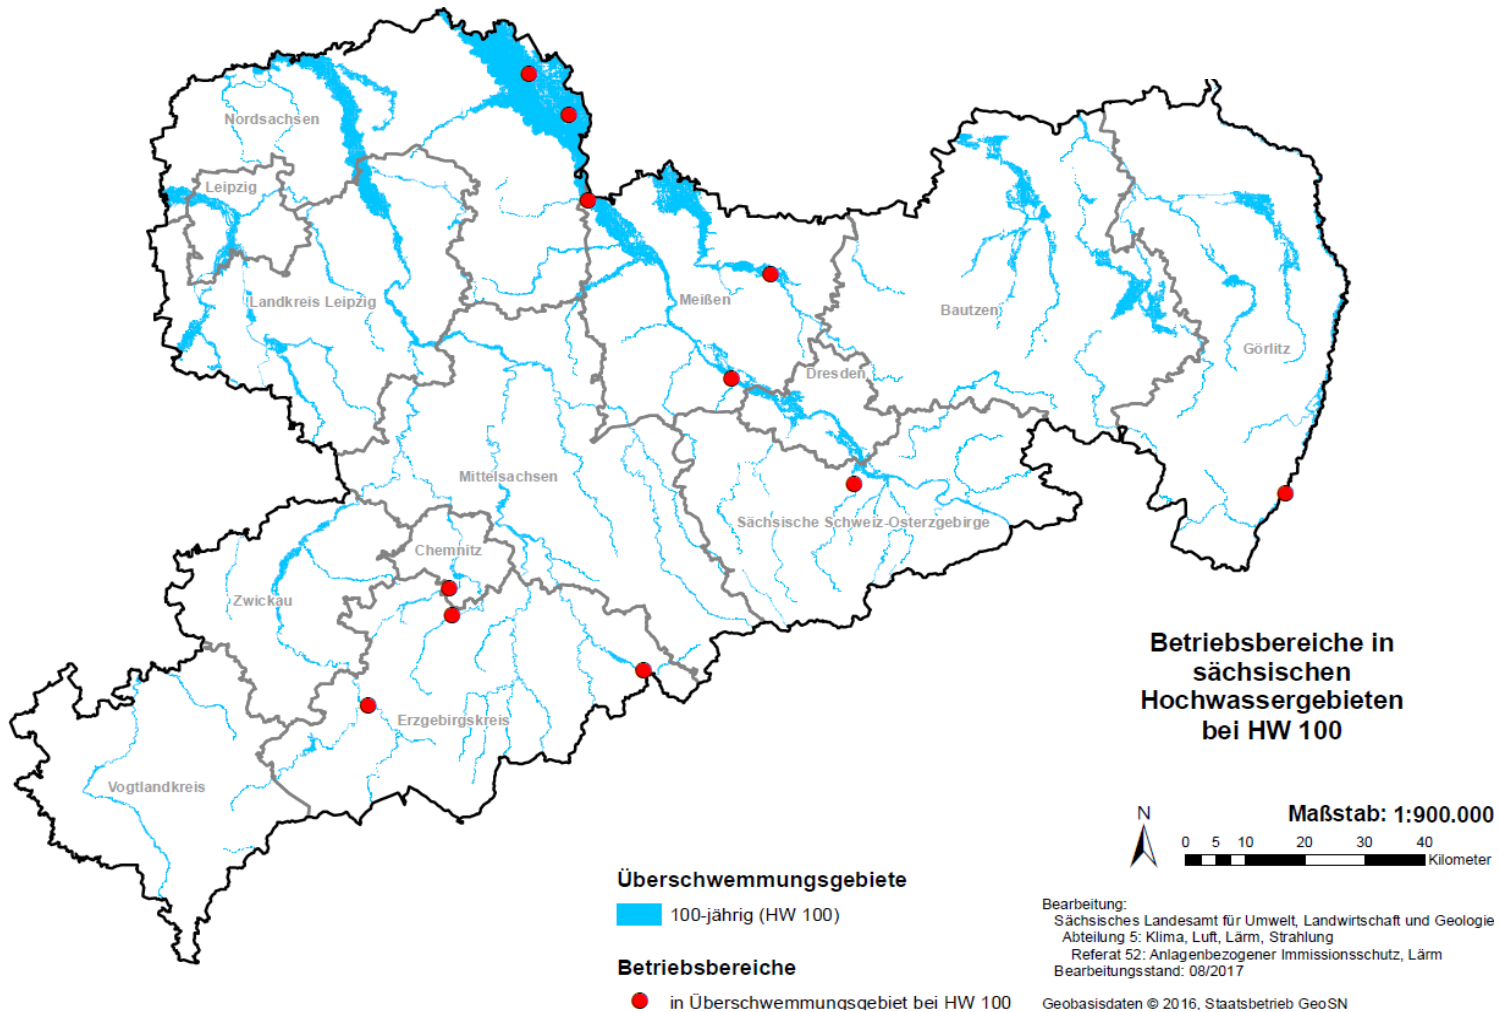 Nordsachsen
Leipzig
Landkreis Leipzig
Meißen
Bautzen
Görlitz
Dresden
Mittelsachsen
Sächsische Schweiz-Osterzgebirge
Chemnitz
Zwickau
Erzgebirgskreis
Vogtlandkreis
Betriebsbereiche in
sächsischen
Hochwassergebieten
bei HW 100
N
Maßstab: 1:900.000
0 5 10 20 30 40
Kilometer
Überschwemmungsgebiete
100-jährig (HW 100)
Betriebsbereiche
in Überschwemmungsgebiet bei HW 100
Bearbeitung:
Sächsisches Landesamt für Umwelt, Landwirtschaft und Geologie
Abteilung 5: Klima, Luft, Lärm, Strahlung
Referat 52: Anlagenbezogener Immissionsschutz, Lärm
Bearbeitungsstand: 08/2017
Geobasisdaten © 2016, Staatsbetrieb GeoSN